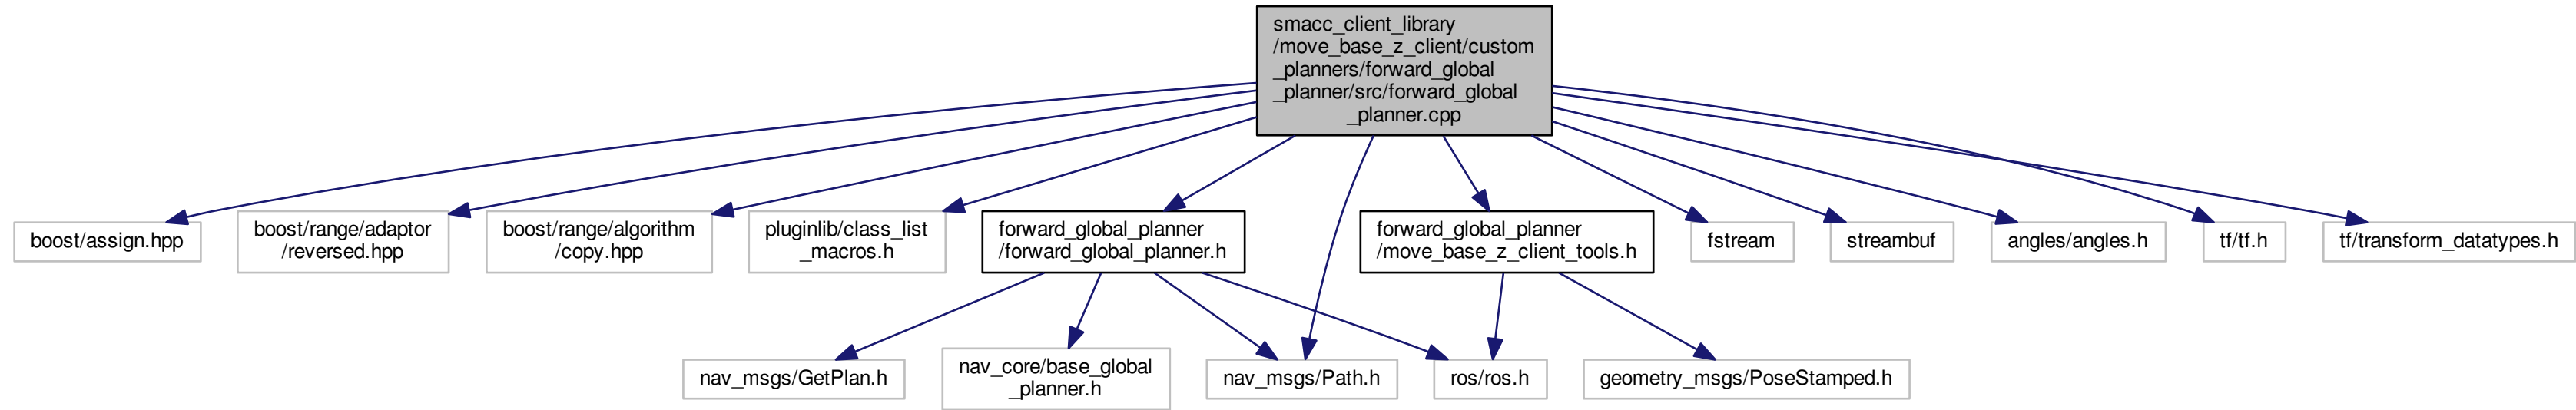 smacc_client_library
/move_base_z_client/custom
_planners/forward_global
_planner/src/forward_global
_planner.cpp
boost/assign.hpp
boost/range/adaptor
/reversed.hpp
boost/range/algorithm
/copy.hpp
pluginlib/class_list
_macros.h
forward_global_planner
/forward_global_planner.h
forward_global_planner
/move_base_z_client_tools.h
fstream
streambuf
angles/angles.h
tf/tf.h
tf/transform_datatypes.h
nav_msgs/GetPlan.h
nav_core/base_global
_planner.h
nav_msgs/Path.h
ros/ros.h
geometry_msgs/PoseStamped.h